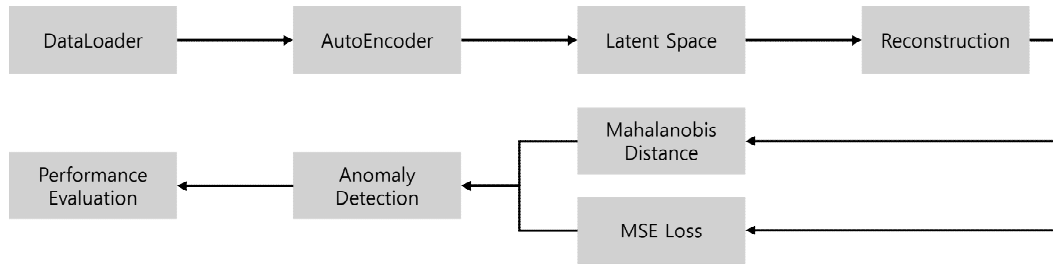 DataLoader
AutoEncoder
Latent Space
Reconstruction
Mahalanobis
Distance
MSE Loss
Anomaly
Detection
Performance
Evaluation